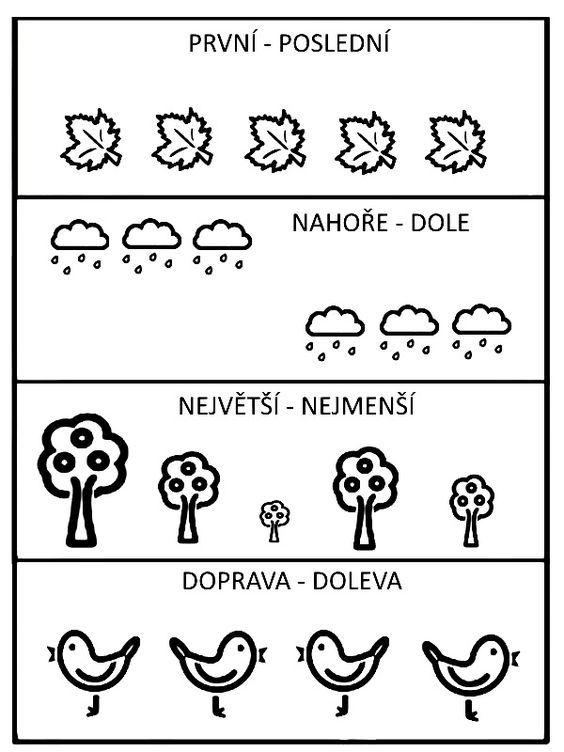 PRVNÍ - POSLEDNÍ
NAHOŘE - DOLE
NEJVĚTŠÍ - NEJMENŠÍ
DOPRAVA - DOLEVA